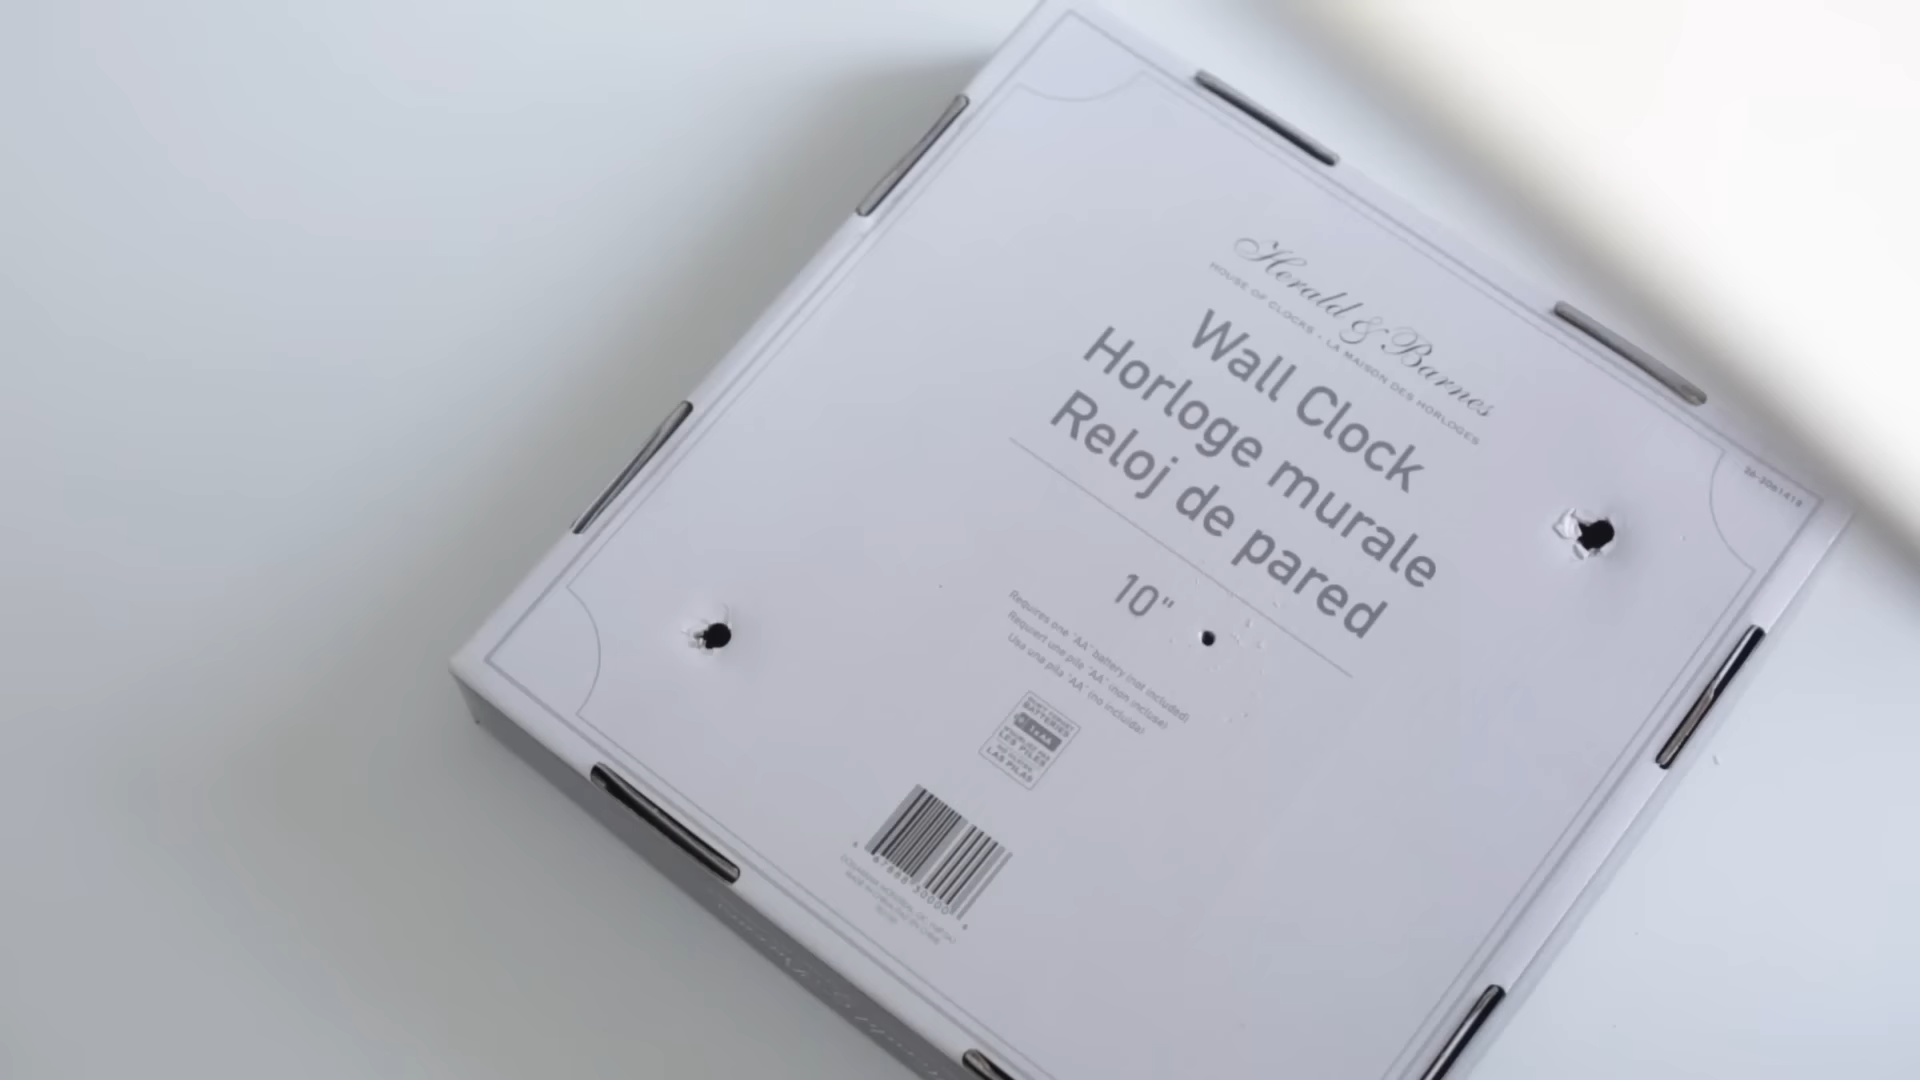 Herald & Barnes
HOUSE OF CLOCKS • LA MAISON DES HORLOGES
Wall Clock
Horloge murale
Reloj de pared
10"
Requires one "AA" battery (not included)
Requiert une pile "AA" (non incluse)
Usa una pila "AA" (no incluida)
BATTERIES
1xAA
LES PILES
LAS PILAS